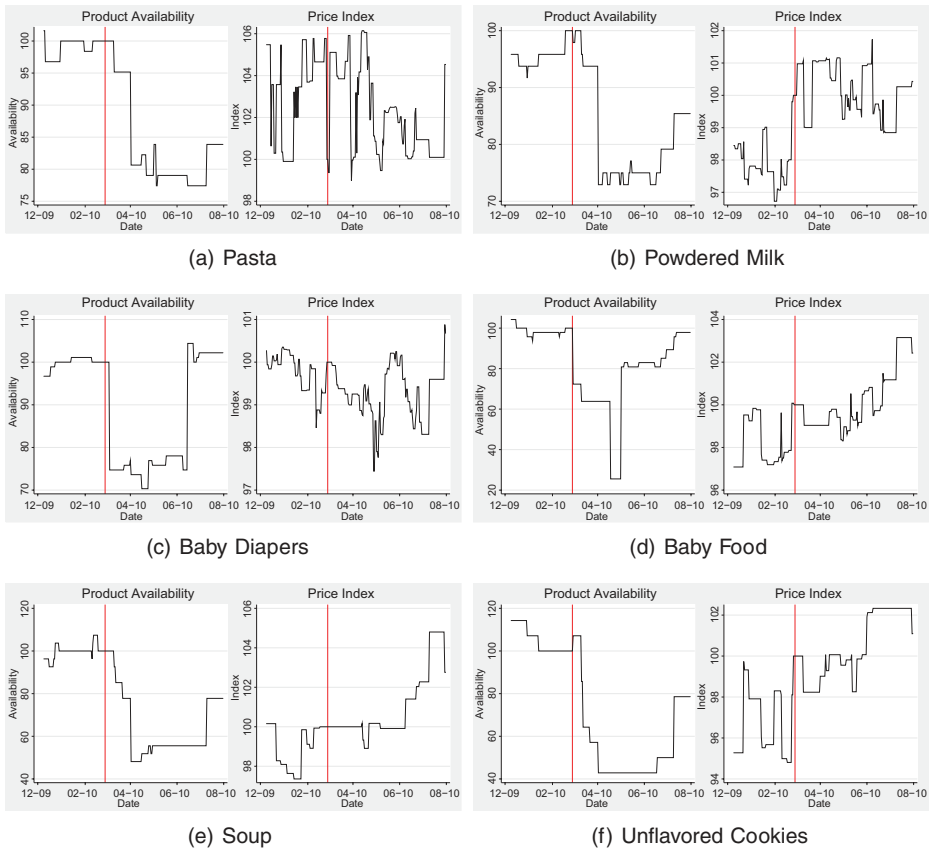 Product Availability
Availability
75 80 85 90 95 100
12−09 02−10 04−10 06−10 08−10
Date
Price Index
Index
98 100 102 104 106
12−09 02−10 04−10 06−10 08−10
Date
(a) Pasta
Product Availability
Availability
70 80 90 100
12−09 02−10 04−10 06−10 08−10
Date
Price Index
Index
97 98 99 100 101 102
12−09 02−10 04−10 06−10 08−10
Date
(b) Powdered Milk
Product Availability
Availability
70 80 90 100 110
12−09 02−10 04−10 06−10 08−10
Date
Price Index
Index
97 98 99 100 101
12−09 02−10 04−10 06−10 08−10
Date
(c) Baby Diapers
Product Availability
Availability
20 40 60 80 100
12−09 02−10 04−10 06−10 08−10
Date
Price Index
Index
96 98 100 102 104
12−09 02−10 04−10 06−10 08−10
Date
(d) Baby Food
Product Availability
Availability
40 60 80 100 120
12−09 02−10 04−10 06−10 08−10
Date
Price Index
Index
98 100 102 104 106
12−09 02−10 04−10 06−10 08−10
Date
(e) Soup
Product Availability
Availability
40 60 80 100 120
12−09 02−10 04−10 06−10 08−10
Date
Price Index
Index
94 96 98 100 102
12−09 02−10 04−10 06−10 08−10
Date
(f) Unflavored Cookies